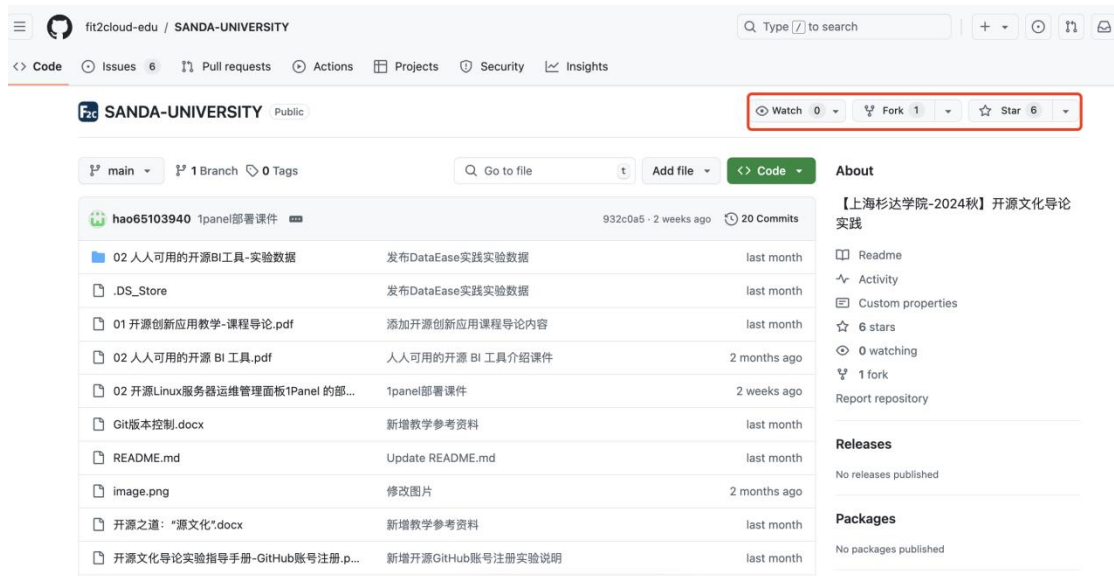 fit2cloud-edu / SANDA-UNIVERSITY
Type / to search
Code Issues 6 Pull requests Actions Projects Security Insights
F2C SANDA-UNIVERSITY Public
Watch 0 Fork 1 Star 6
main 1 Branch 0 Tags Go to file t Add file Code
hao65103940 1panel部署课件 932c0a5 · 2 weeks ago 20 Commits
02 人人可用的开源BI工具-实验数据 发布DataEase实践实验数据 last month
.DS_Store 发布DataEase实践实验数据 last month
01 开源创新应用教学-课程导论.pdf 添加开源创新应用课程导论内容 last month
02 人人可用的开源 BI 工具.pdf 人人可用的开源 BI 工具介绍课件 2 months ago
02 开源Linux服务器运维管理面板1Panel 的部... 1panel部署课件 2 weeks ago
Git版本控制.docx 新增教学参考资料 last month
README.md Update README.md last month
image.png 修改图片 2 months ago
开源之道：“源文化”.docx 新增教学参考资料 last month
开源文化导论实验指导手册-GitHub账号注册.p... 新增开源GitHub账号注册实验说明 last month
About
【上海杉达学院-2024秋】开源文化导论
实践
Readme
Activity
Custom properties
6 stars
0 watching
1 fork
Report repository
Releases
No releases published
Packages
No packages published